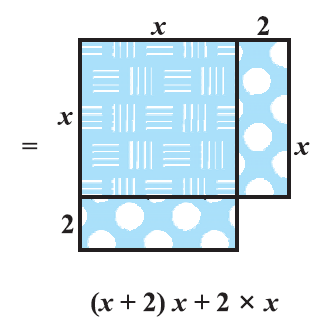 x 2
x
= x
2
(x + 2) x + 2 × x